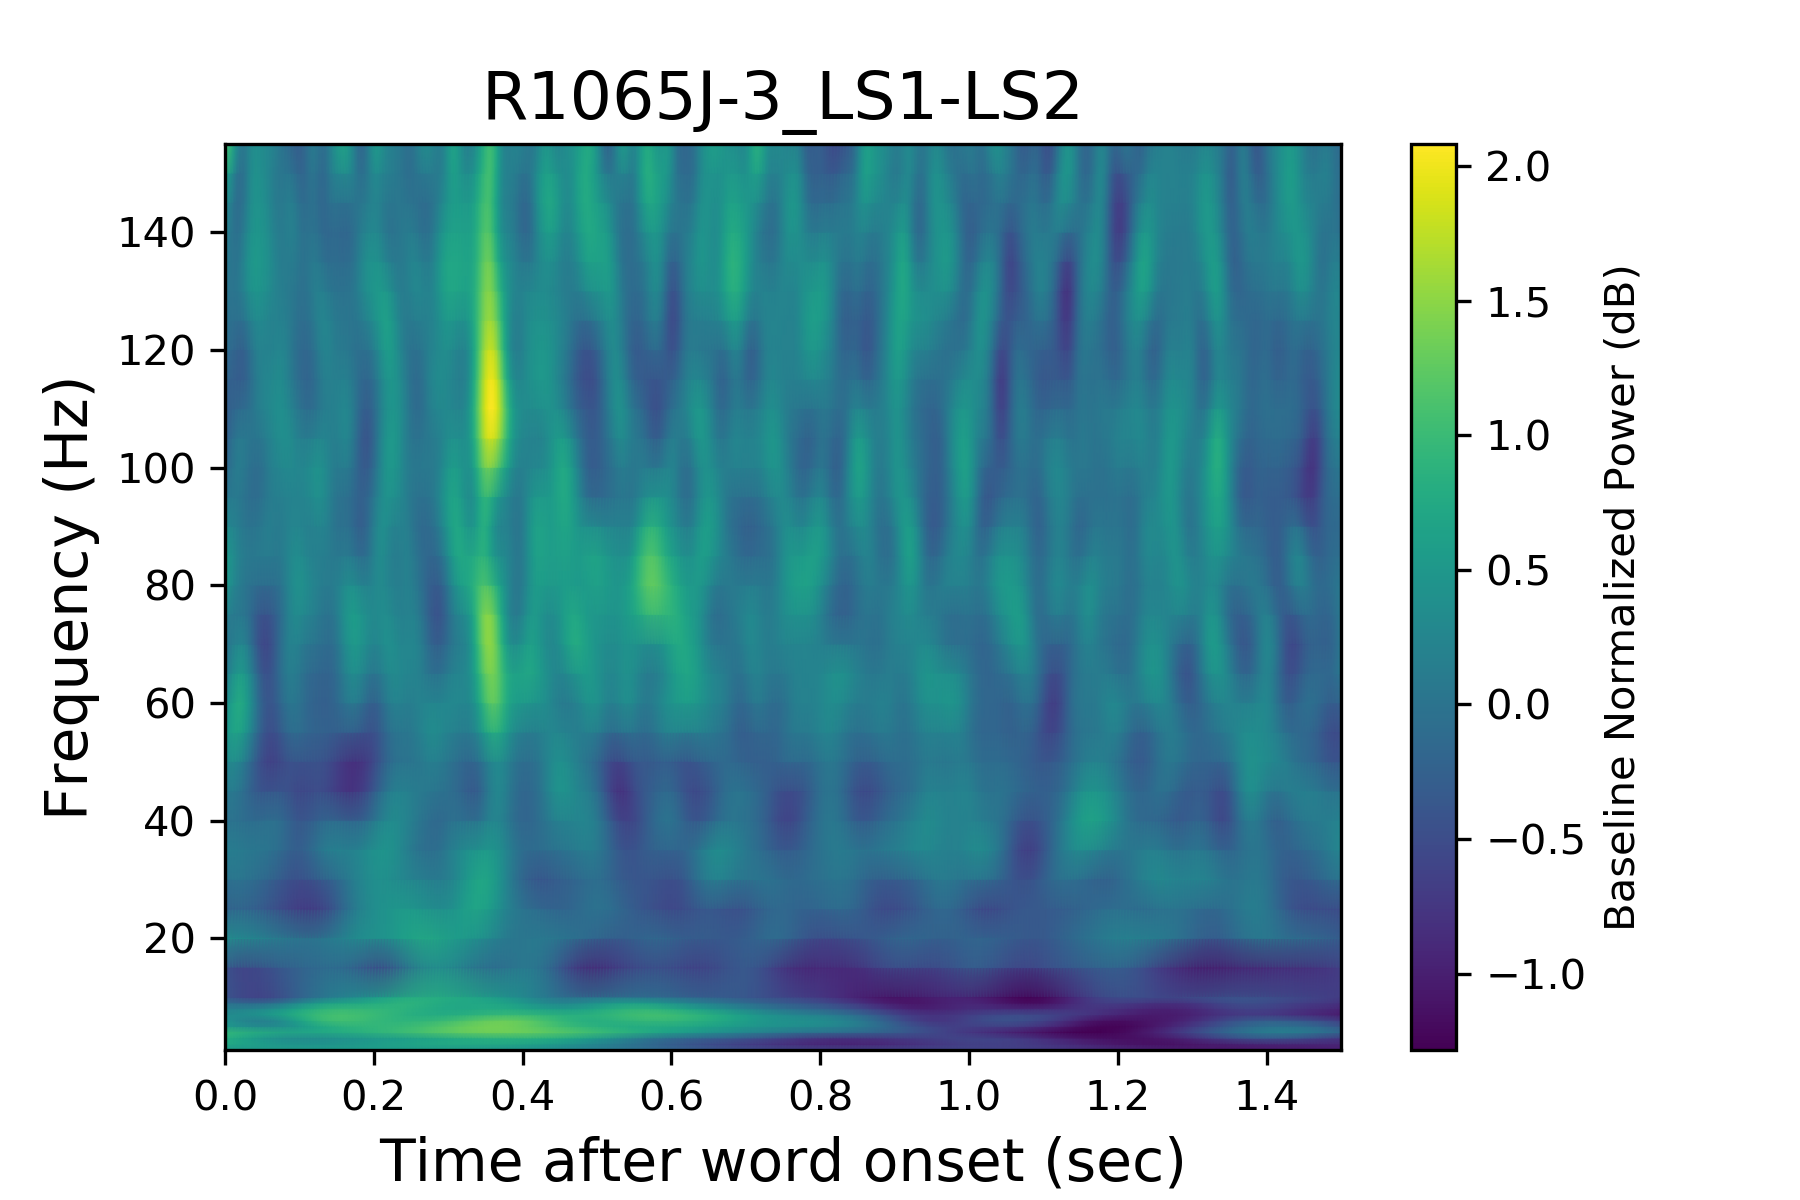 R1065J-3_LS1-LS2
Frequency (Hz)
140
120
100
80
60
40
20
0.0 0.2 0.4 0.6 0.8 1.0 1.2 1.4
Time after word onset (sec)
2.0
1.5
1.0
0.5
0.0
−0.5
−1.0
Baseline Normalized Power (dB)